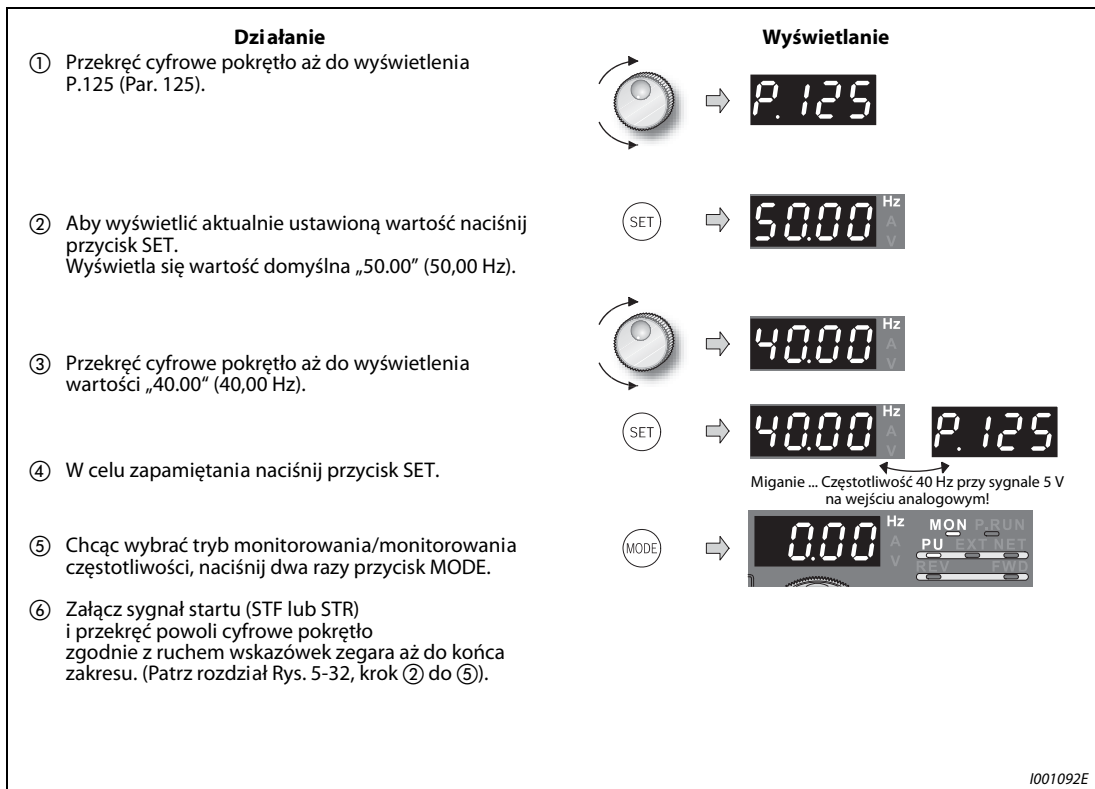 Działanie
Wyświetlanie
① Przekręć cyfrowe pokrętło aż do wyświetlenia
P.125 (Par. 125).
P. 125
② Aby wyświetlić aktualnie ustawioną wartość naciśnij
przycisk SET.
Wyświetla się wartość domyślna „50.00” (50,00 Hz).
SET
50.00 Hz
A
V
③ Przekręć cyfrowe pokrętło aż do wyświetlenia
wartości „40.00“ (40,00 Hz).
40.00 Hz
A
V
④ W celu zapamiętania naciśnij przycisk SET.
SET
40.00 Hz
A
V
P. 125
Miganie ... Częstotliwość 40 Hz przy sygnale 5 V
na wejściu analogowym!
⑤ Chcąc wybrać tryb monitorowania/monitorowania
częstotliwości, naciśnij dwa razy przycisk MODE.
MODE
0.00 Hz MON P.RUN
A PU EXT NET
V REV FWD
⑥ Załącz sygnał startu (STF lub STR)
i przekręć powoli cyfrowe pokrętło
zgodnie z ruchem wskazówek zegara aż do końca
zakresu. (Patrz rozdział Rys. 5-32, krok ② do ⑤).
I001092E